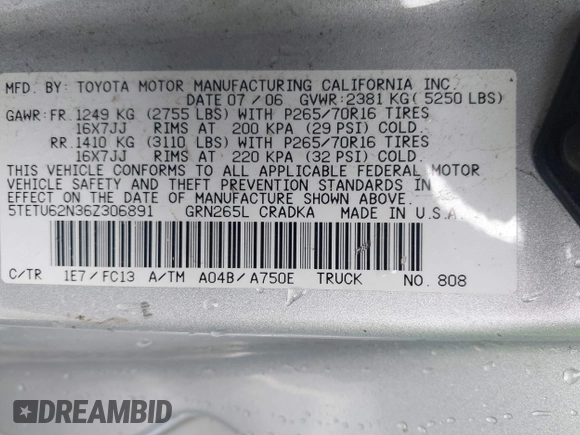 MFD. BY: TOYOTA MOTOR MANUFACTURING CALIFORNIA INC.
DATE 07 / 06 GVWR: 2381 KG( 5250 LBS)
GAWR: FR. 1249 KG (2755 LBS) WITH P265/70R16 TIRES
16X7JJ RIMS AT 200 KPA (29 PSI) COLD.
RR. 1410 KG (3110 LBS) WITH P265/70R16 TIRES
16X7JJ RIMS AT 220 KPA (32 PSI) COLD.
THIS VEHICLE CONFORMS TO ALL APPLICABLE FEDERAL MOTOR
VEHICLE SAFETY AND THEFT PREVENTION STANDARDS IN
EFFECT ON THE DATE OF MANUFACTURE SHOWN ABOVE.
5TETU62N36Z306891 GRN265L CRADKA MADE IN U.S.A.
C/TR 1E7 / FC13 A/TM A04B / A750E TRUCK NO. 808
DREAMBID